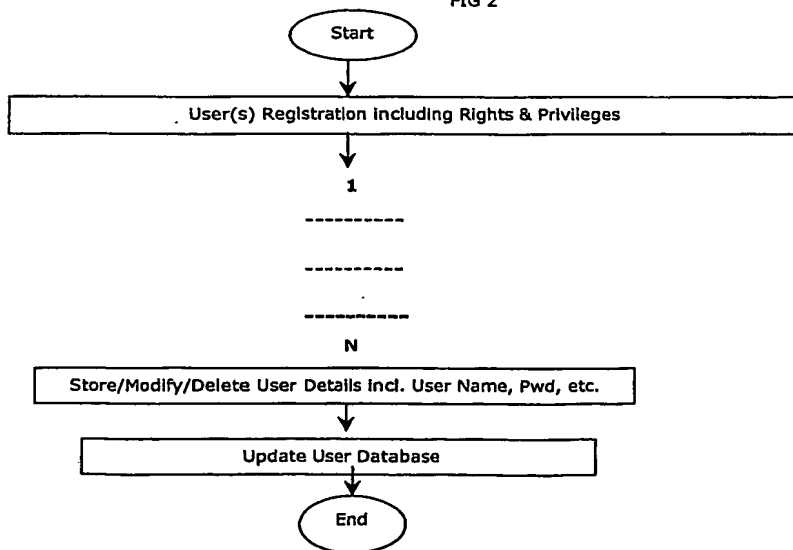 FIG 2
Start
User(s) Registration including Rights & Privileges
1
----------
----------
----------
N
Store/Modify/Delete User Details incl. User Name, Pwd, etc.
Update User Database
End